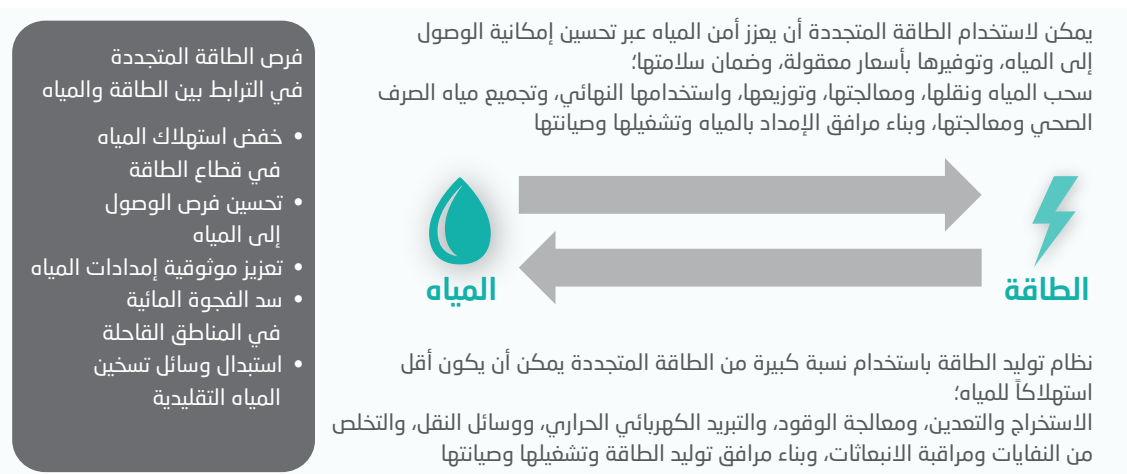 يمكن لاستخدام الطاقة المتجددة أن يعزز أمن المياه عبر تحسين إمكانية الوصول
إلى المياه، وتوفيرها بأسعار معقولة، وضمان سلامتها؛
سحب المياه ونقلها، ومعالجتها، وتوزيعها، واستخدامها النهائي، وتجميع مياه الصرف
الصحي ومعالجتها، وبناء مرافق الإمداد بالمياه وتشغيلها وصيانتها
الطاقة
المياه
نظام توليد الطاقة باستخدام نسبة كبيرة من الطاقة المتجددة يمكن أن يكون أقل
استهلاكاً للمياه؛
الاستخراج والتعدين، ومعالجة الوقود، والتبريد الكهربائي الحراري، ووسائل النقل، والتخلص
من النفايات ومراقبة الانبعاثات، وبناء مرافق توليد الطاقة وتشغيلها وصيانتها
فرص الطاقة المتجددة
في الترابط بين الطاقة والمياه
• خفض استهلاك المياه
في قطاع الطاقة
• تحسين فرص الوصول
إلى المياه
• تعزيز موثوقية إمدادات المياه
• سد الفجوة المائية
في المناطق القاحلة
• استبدال وسائل تسخين
المياه التقليدية